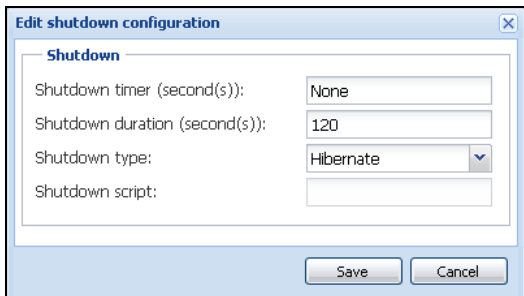 Edit shutdown configuration
Shutdown
Shutdown timer (second(s)): None
Shutdown duration (second(s)): 120
Shutdown type: Hibernate
Shutdown script:
Save Cancel